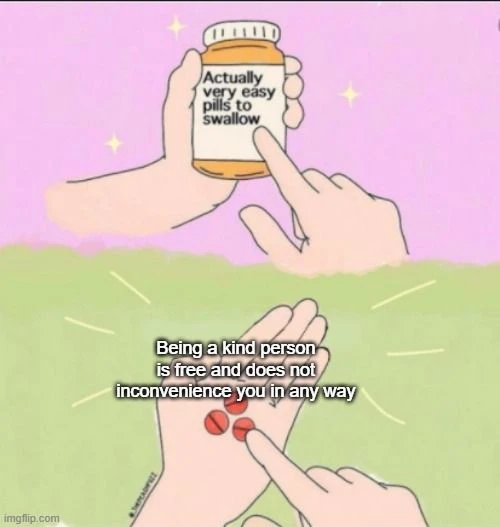 Actually
very easy
pills to
swallow
Being a kind person
is free and does not
inconvenience you in any way
imgflip.com